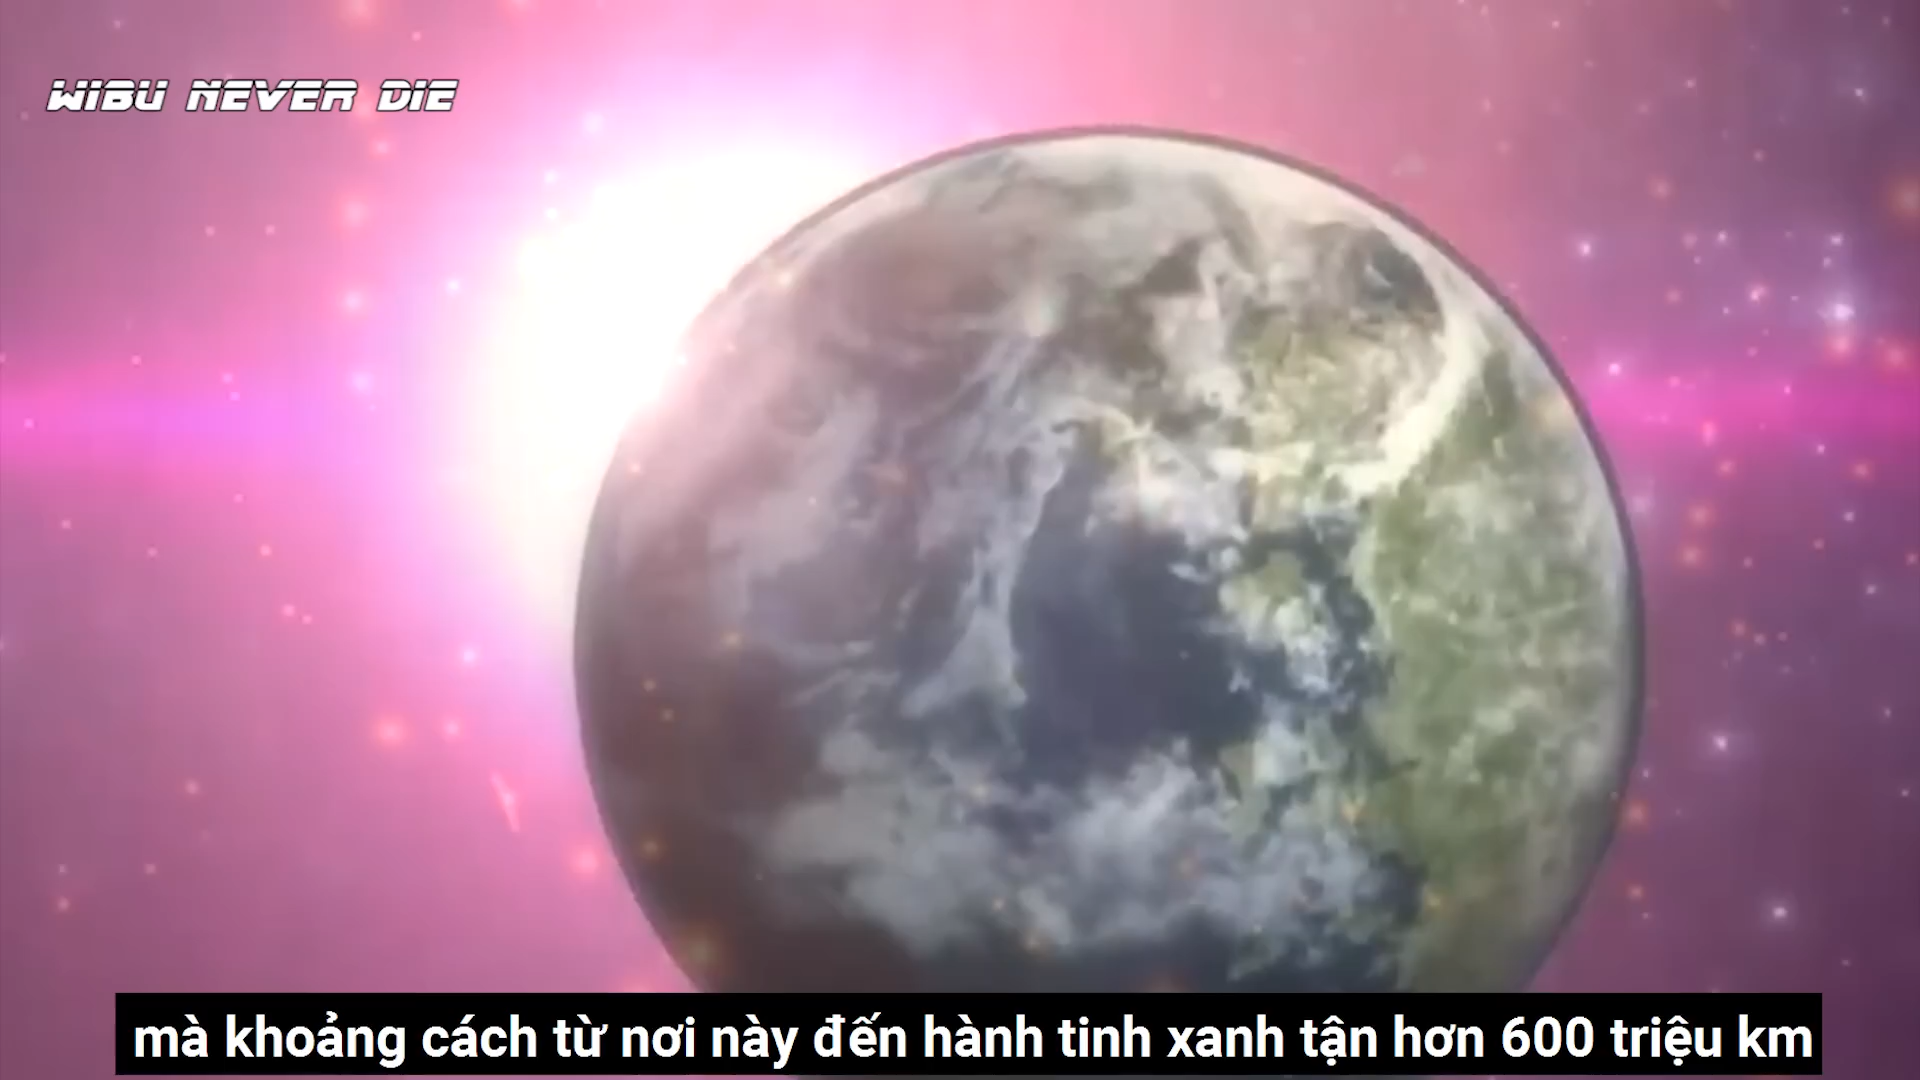 WIBU NEVER DIE
mà khoảng cách từ nơi này đến hành tinh xanh tận hơn 600 triệu km